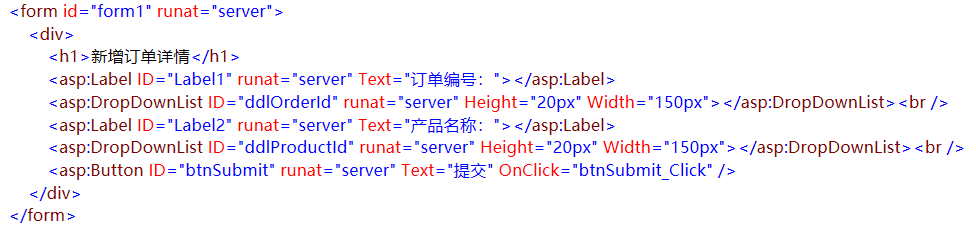 <form id="form1" runat="server">
<div>
<h1>新增订单详情</h1>
<asp:Label ID="Label1" runat="server" Text="订单编号："></asp:Label>
<asp:DropDownList ID="ddlOrderId" runat="server" Height="20px" Width="150px"></asp:DropDownList><br />
<asp:Label ID="Label2" runat="server" Text="产品名称："></asp:Label>
<asp:DropDownList ID="ddlProductId" runat="server" Height="20px" Width="150px"></asp:DropDownList><br />
<asp:Button ID="btnSubmit" runat="server" Text="提交" OnClick="btnSubmit_Click" />
</div>
</form>